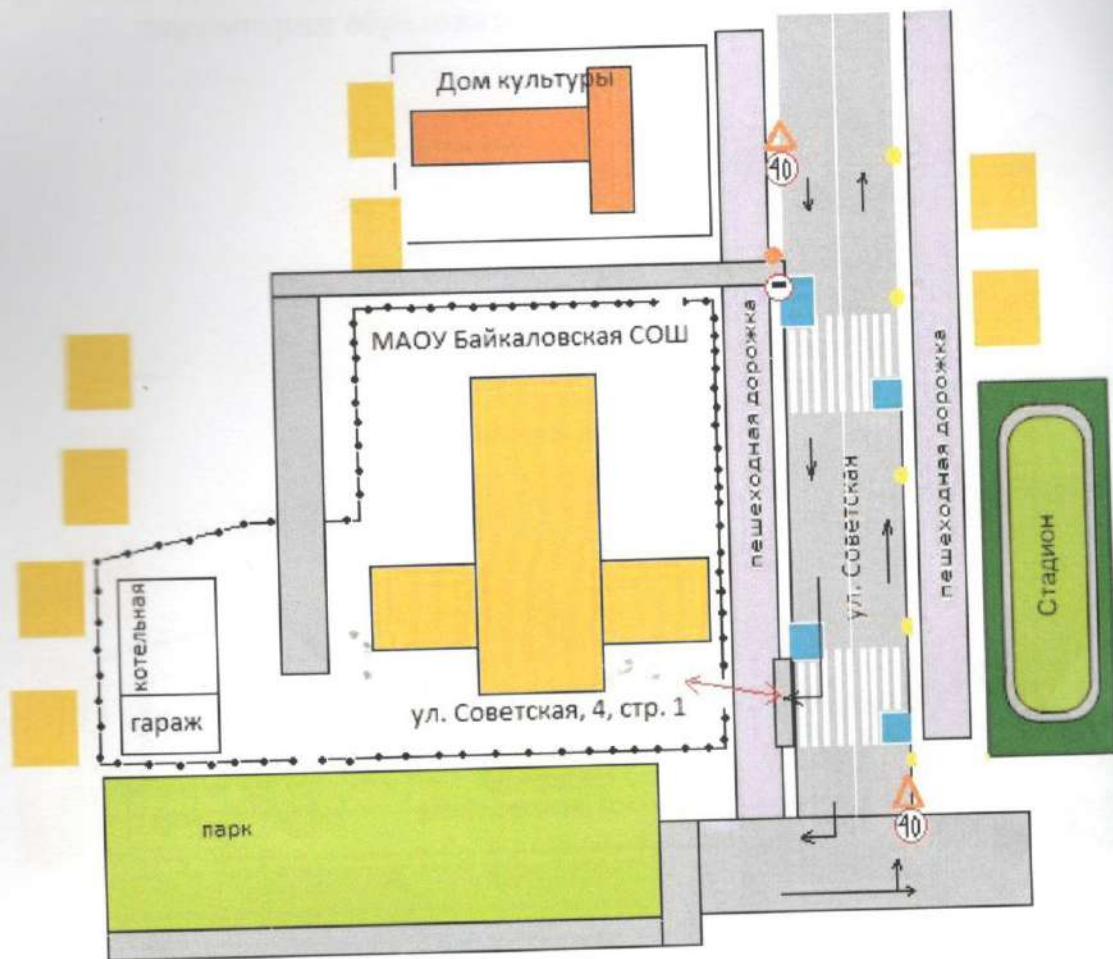 Дом культуры
40
МАОУ Байкаловская СОШ
пешеходная дорожка
ул. Советская
пешеходная дорожка
Стадион
котельная
гараж
ул. Советская, 4, стр. 1
40
парк